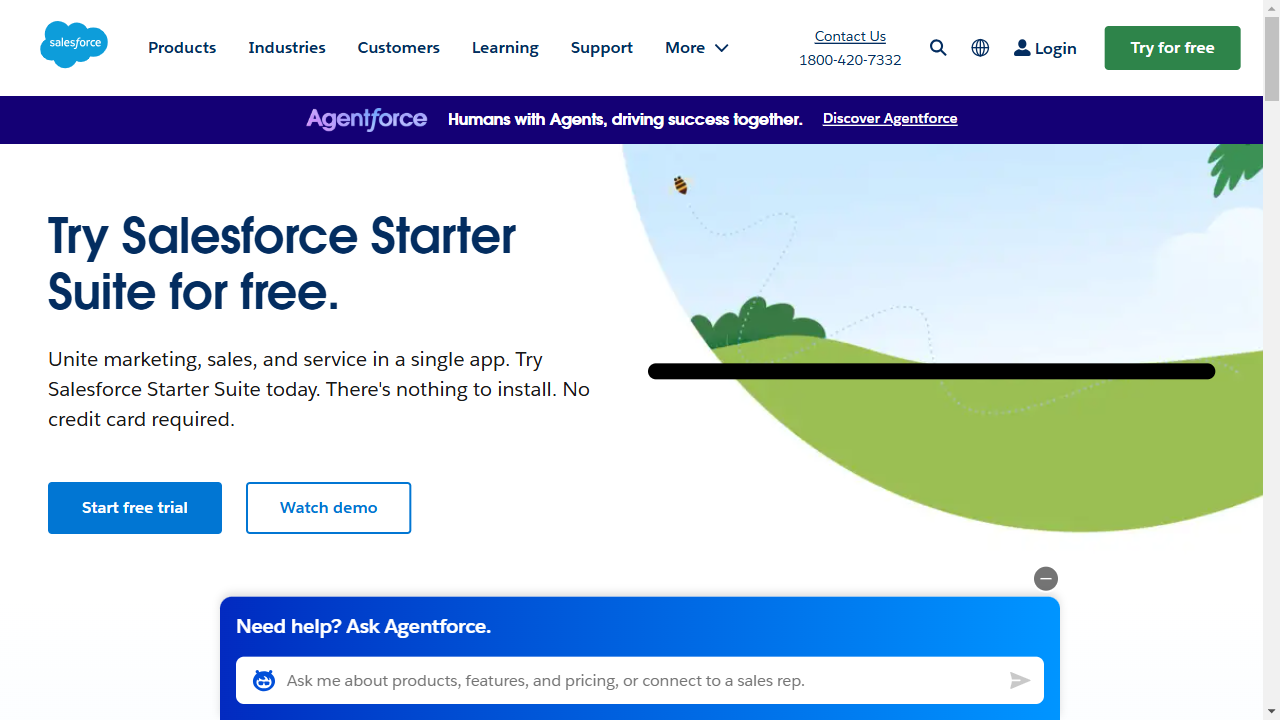 salesforce
Products
Industries
Customers
Learning
Support
More
Contact Us
1800-420-7332
Login
Try for free
Agentforce
Humans with Agents, driving success together.
Discover Agentforce
Try Salesforce Starter
Suite for free.
Unite marketing, sales, and service in a single app. Try
Salesforce Starter Suite today. There's nothing to install. No
credit card required.
Start free trial
Watch demo
Need help? Ask Agentforce.
Ask me about products, features, and pricing, or connect to a sales rep.